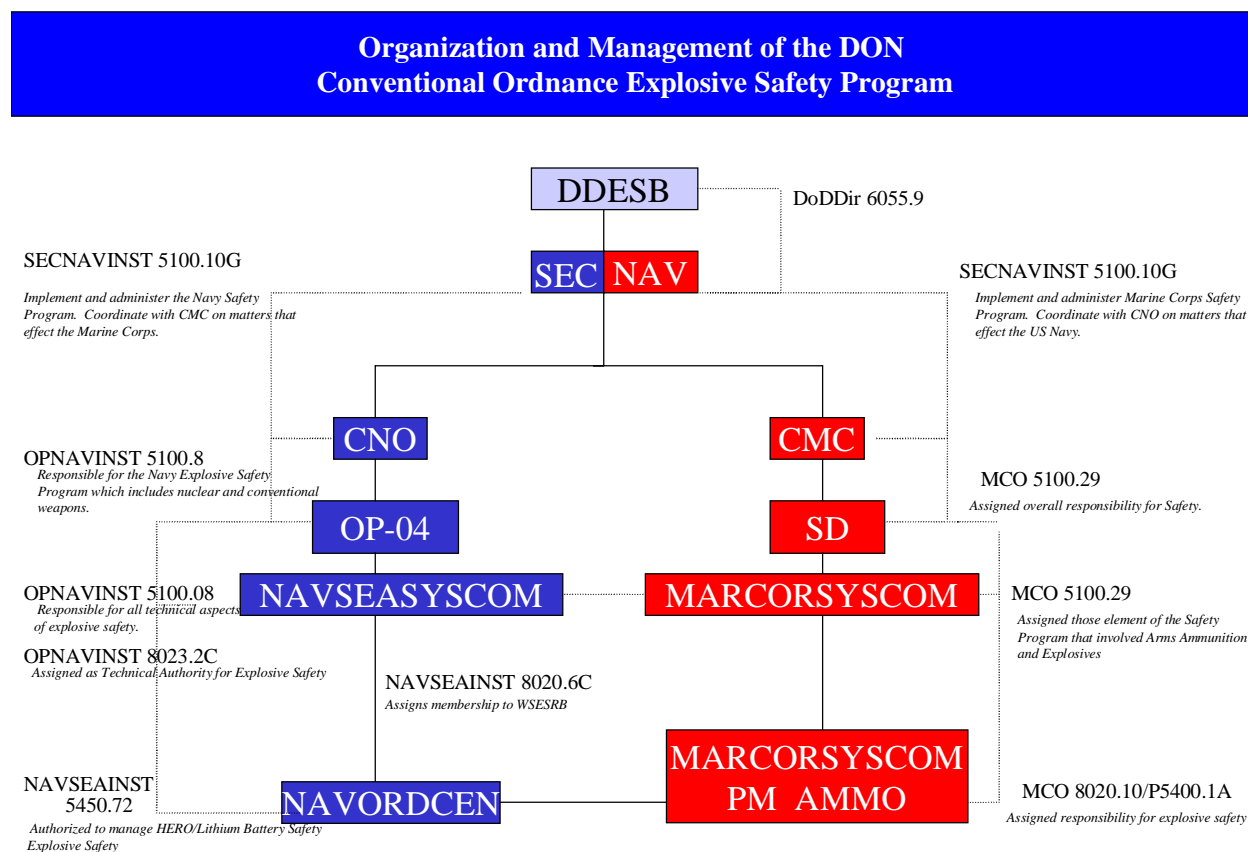 Organization and Management of the DON
Conventional Ordnance Explosive Safety Program
DDESB
DoDDir 6055.9
SECNAVINST 5100.10G
SEC NAV
SECNAVINST 5100.10G
Implement and administer the Navy Safety
Program. Coordinate with CMC on matters that
effect the Marine Corps.
Implement and administer Marine Corps Safety
Program. Coordinate with CNO on matters that
effect the US Navy.
CNO
CMC
OPNAVINST 5100.8
Responsible for the Navy Explosive Safety
Program which includes nuclear and conventional
weapons.
MCO 5100.29
Assigned overall responsibility for Safety.
OP-04
SD
OPNAVINST 5100.08
Responsible for all technical aspects
of explosive safety.
NAVSEASYSCOM
MARCORSYSCOM
MCO 5100.29
Assigned those element of the Safety
Program that involved Arms Ammunition
and Explosives
OPNAVINST 8023.2C
Assigned as Technical Authority for Explosive Safety
NAVSEAINST 8020.6C
Assigns membership to WSESRB
NAVSEAINST
5450.72
Authorized to manage HERO/Lithium Battery Safety
Explosive Safety
NAVORDCEN
MARCORSYSCOM
PM AMMO
MCO 8020.10/P5400.1A
Assigned responsibility for explosive safety